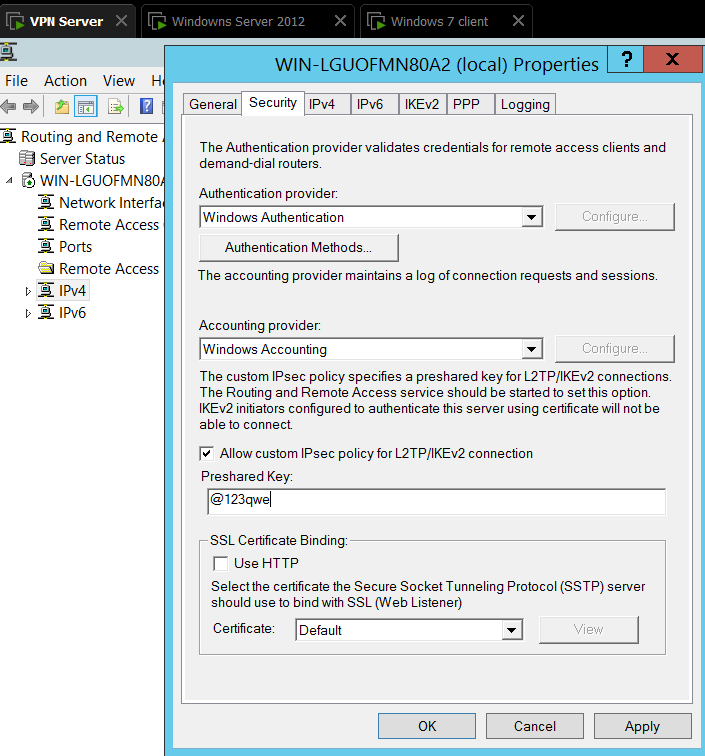 VPN Server
Windowns Server 2012
Windows 7 client
WIN-LGUOFMN80A2 (local) Properties
?
X
File Action View
General Security IPv4 IPv6 IKEv2 PPP Logging
Routing and Remote
Server Status
WIN-LGUOFMN80A
Network
Remote Access
Ports
Remote Access
IPv4
IPv6
The Authentication provider validates credentials for remote access clients and
demand-dial routers.
Authentication provider:
Windows Authentication
Configure...
Authentication Methods...
The accounting provider maintains a log of connection requests and sessions.
Accounting provider:
Windows Accounting
Configure...
The custom IPsec policy specifies a preshared key for L2TP/IKEv2 connections.
The Routing and Remote Access service should be started to set this option.
IKEv2 initiators configured to authenticate this server using certificate will not be
able to connect.
Allow custom IPsec policy for L2TP/IKEv2 connection
Preshared Key:
@123qwe
SSL Certificate Binding:
Use HTTP
Select the certificate the Secure Socket Tunneling Protocol (SSTP) server
should use to bind with SSL (Web Listener)
Certificate:
Default
View
OK
Cancel
Apply